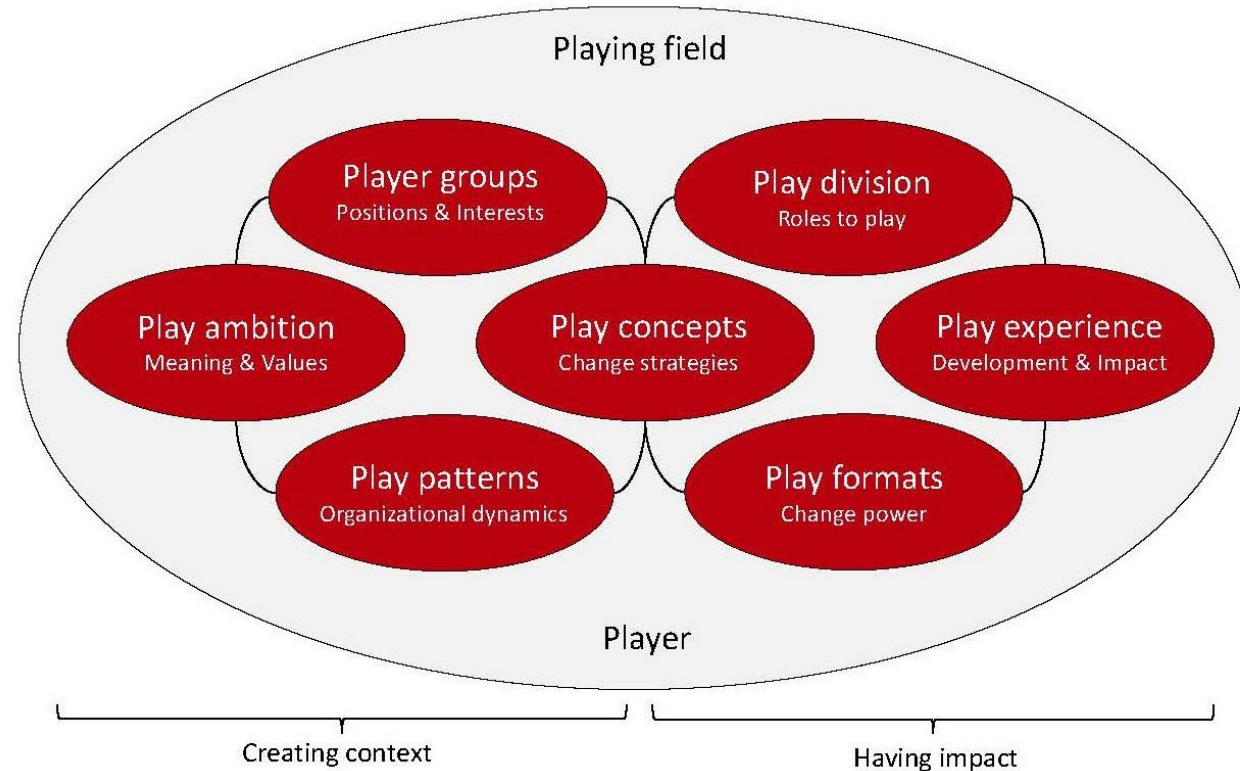 Playing field
Player groups
Positions & Interests
Play division
Roles to play
Play ambition
Meaning & Values
Play concepts
Change strategies
Play experience
Development & Impact
Play patterns
Organizational dynamics
Play formats
Change power
Player
Creating context
Having impact